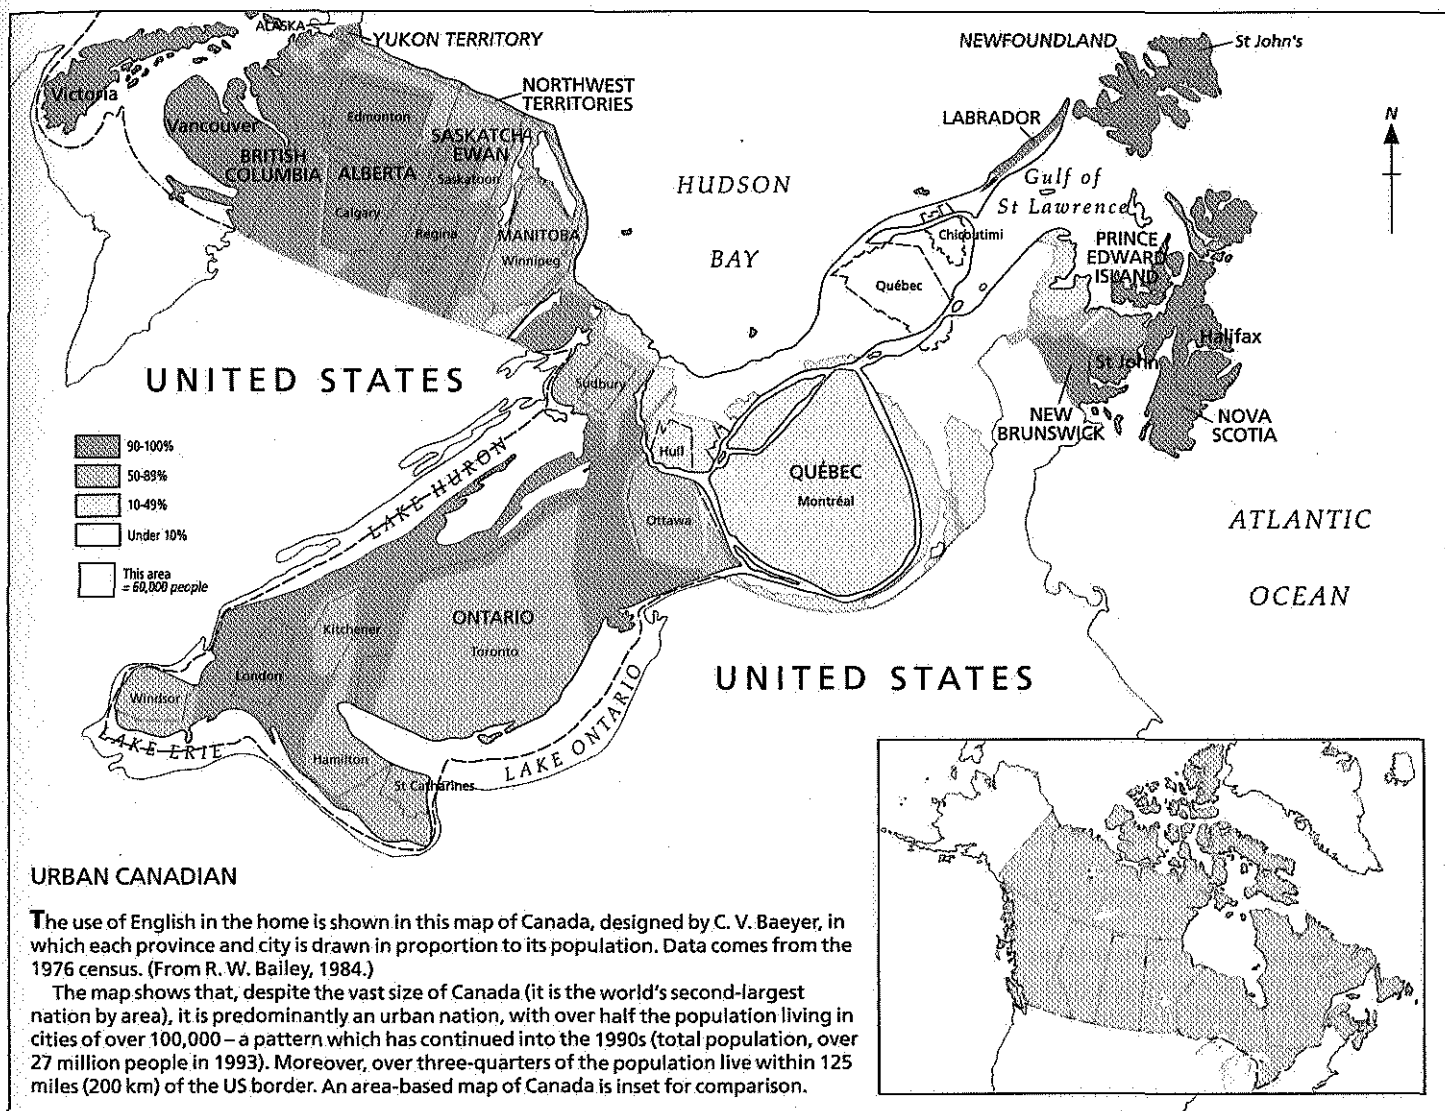 ALASKA
YUKON TERRITORY
NORTHWEST
TERRITORIES
Victoria
Vancouver
BRITISH
COLUMBIA
Edmonton
ALBERTA
Calgary
SASKATCH
EWAN
Saskatoon
Regina
MANITOBA
Winnipeg
HUDSON
BAY
NEWFOUNDLAND
St John's
LABRADOR
N
Gulf of
St Lawrence
Chicoutimi
Québec
PRINCE
EDWARD
ISLAND
Halifax
St John
NEW
BRUNSWICK
NOVA
SCOTIA
UNITED STATES
Sudbury
Hull
QUÉBEC
Montréal
Ottawa
LAKE HURON
90-100%
50-89%
10-49%
Under 10%
This area
= 60,000 people
ATLANTIC
OCEAN
ONTARIO
Kitchener
Toronto
London
Windsor
LAKE ERIE
Hamilton
St Catharines
LAKE ONTARIO
UNITED STATES
URBAN CANADIAN
The use of English in the home is shown in this map of Canada, designed by C. V. Baeyer, in
which each province and city is drawn in proportion to its population. Data comes from the
1976 census. (From R. W. Bailey, 1984.)
The map shows that, despite the vast size of Canada (it is the world's second-largest
nation by area), it is predominantly an urban nation, with over half the population living in
cities of over 100,000 – a pattern which has continued into the 1990s (total population, over
27 million people in 1993). Moreover, over three-quarters of the population live within 125
miles (200 km) of the US border. An area-based map of Canada is inset for comparison.